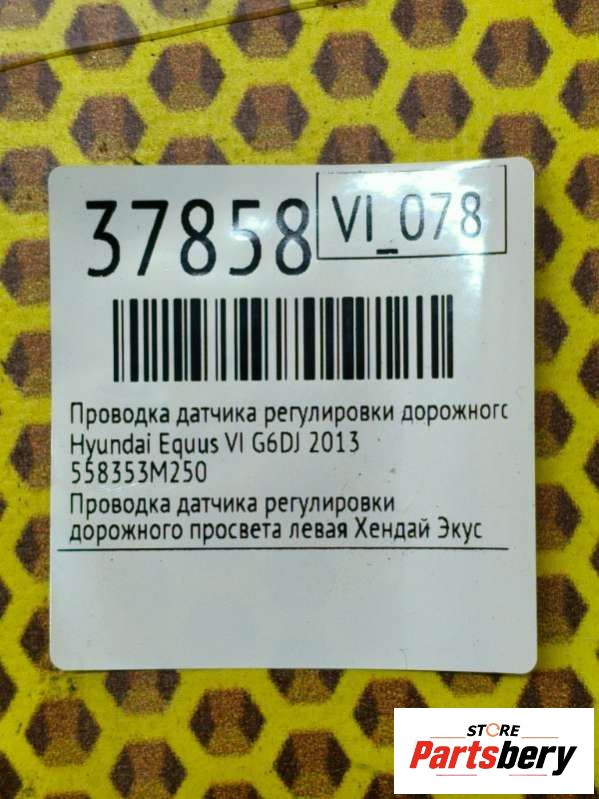 37858
VI_078
Проводка датчика регулировки дорожного
Hyundai Equus VI G6DJ 2013
558353M250
Проводка датчика регулировки
дорожного просвета левая Хендай Экус
STORE
Partsbery